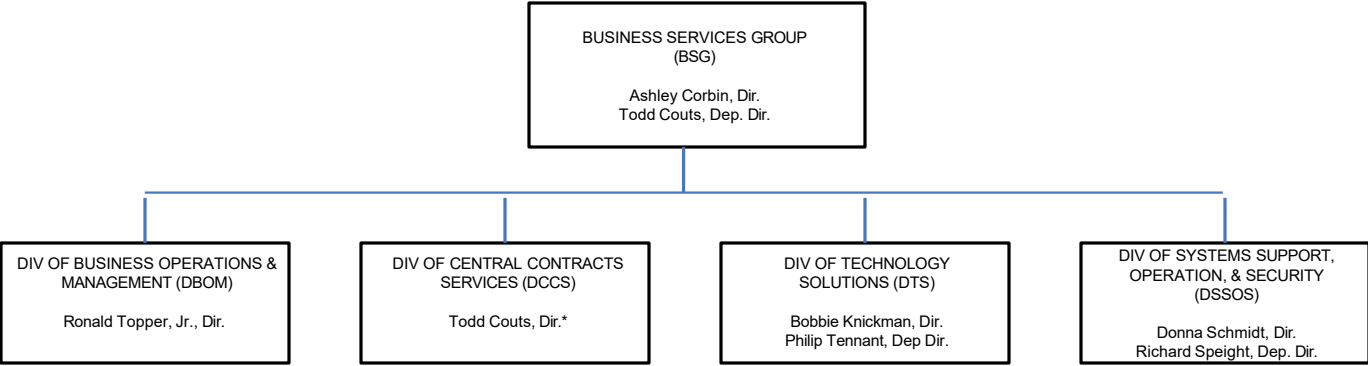 BUSINESS SERVICES GROUP
(BSG)
Ashley Corbin, Dir.
Todd Couts, Dep. Dir.
DIV OF BUSINESS OPERATIONS &
MANAGEMENT (DBOM)
Ronald Topper, Jr., Dir.
DIV OF CENTRAL CONTRACTS
SERVICES (DCCS)
Todd Couts, Dir.*
DIV OF TECHNOLOGY
SOLUTIONS (DTS)
Bobbie Knickman, Dir.
Philip Tennant, Dep Dir.
DIV OF SYSTEMS SUPPORT,
OPERATION, & SECURITY
(DSSOS)
Donna Schmidt, Dir.
Richard Speight, Dep. Dir.